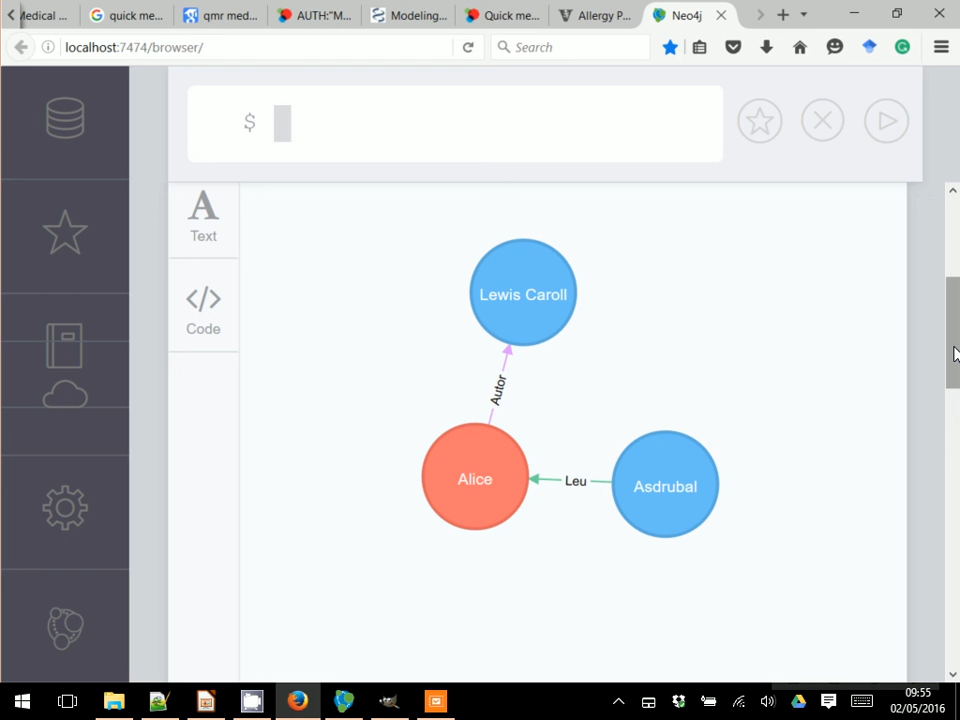 Medical ...
quick me...
qmr med...
AUTH:"M...
Modeling...
Quick me...
Allergy P...
Neo4j
localhost:7474/browser/
Search
$
A
Text
</>
Code
Lewis Caroll
Autor
Alice
Leu
Asdrubal
09:55
02/05/2016